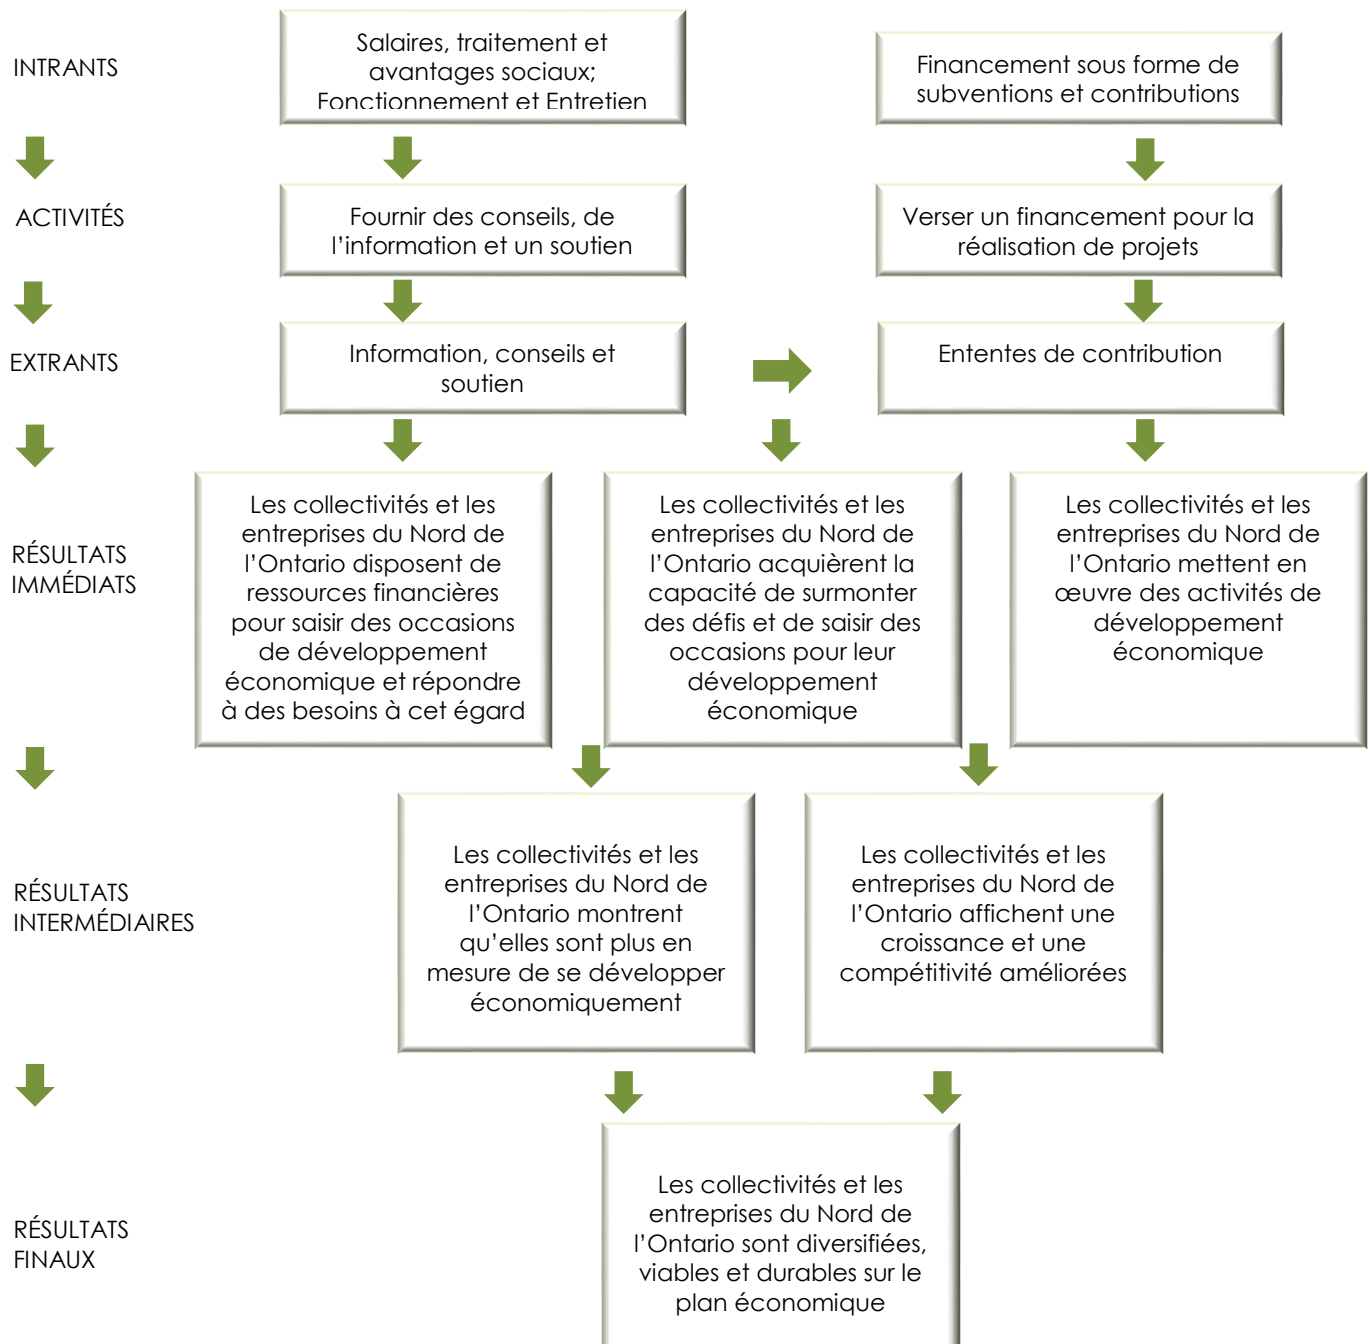 INTRANTS
Salaires, traitement et
avantages sociaux;
Fonctionnement et Entretien
Financement sous forme de
subventions et contributions
ACTIVITÉS
Fournir des conseils, de
l’information et un soutien
Verser un financement pour la
réalisation de projets
EXTRANTS
Information, conseils et
soutien
Ententes de contribution
RÉSULTATS
IMMÉDIATS
Les collectivités et les
entreprises du Nord de
l’Ontario disposent de
ressources financières
pour saisir des occasions
de développement
économique et répondre
à des besoins à cet égard
Les collectivités et les
entreprises du Nord de
l’Ontario acquièrent la
capacité de surmonter
des défis et de saisir des
occasions pour leur
développement
économique
Les collectivités et les
entreprises du Nord de
l’Ontario mettent en
œuvre des activités de
développement
économique
RÉSULTATS
INTERMÉDIAIRES
Les collectivités et les
entreprises du Nord de
l’Ontario montrent
qu’elles sont plus en
mesure de se développer
économiquement
Les collectivités et les
entreprises du Nord de
l’Ontario affichent une
croissance et une
compétitivité améliorées
RÉSULTATS
FINAUX
Les collectivités et les
entreprises du Nord de
l’Ontario sont diversifiées,
viables et durables sur le
plan économique